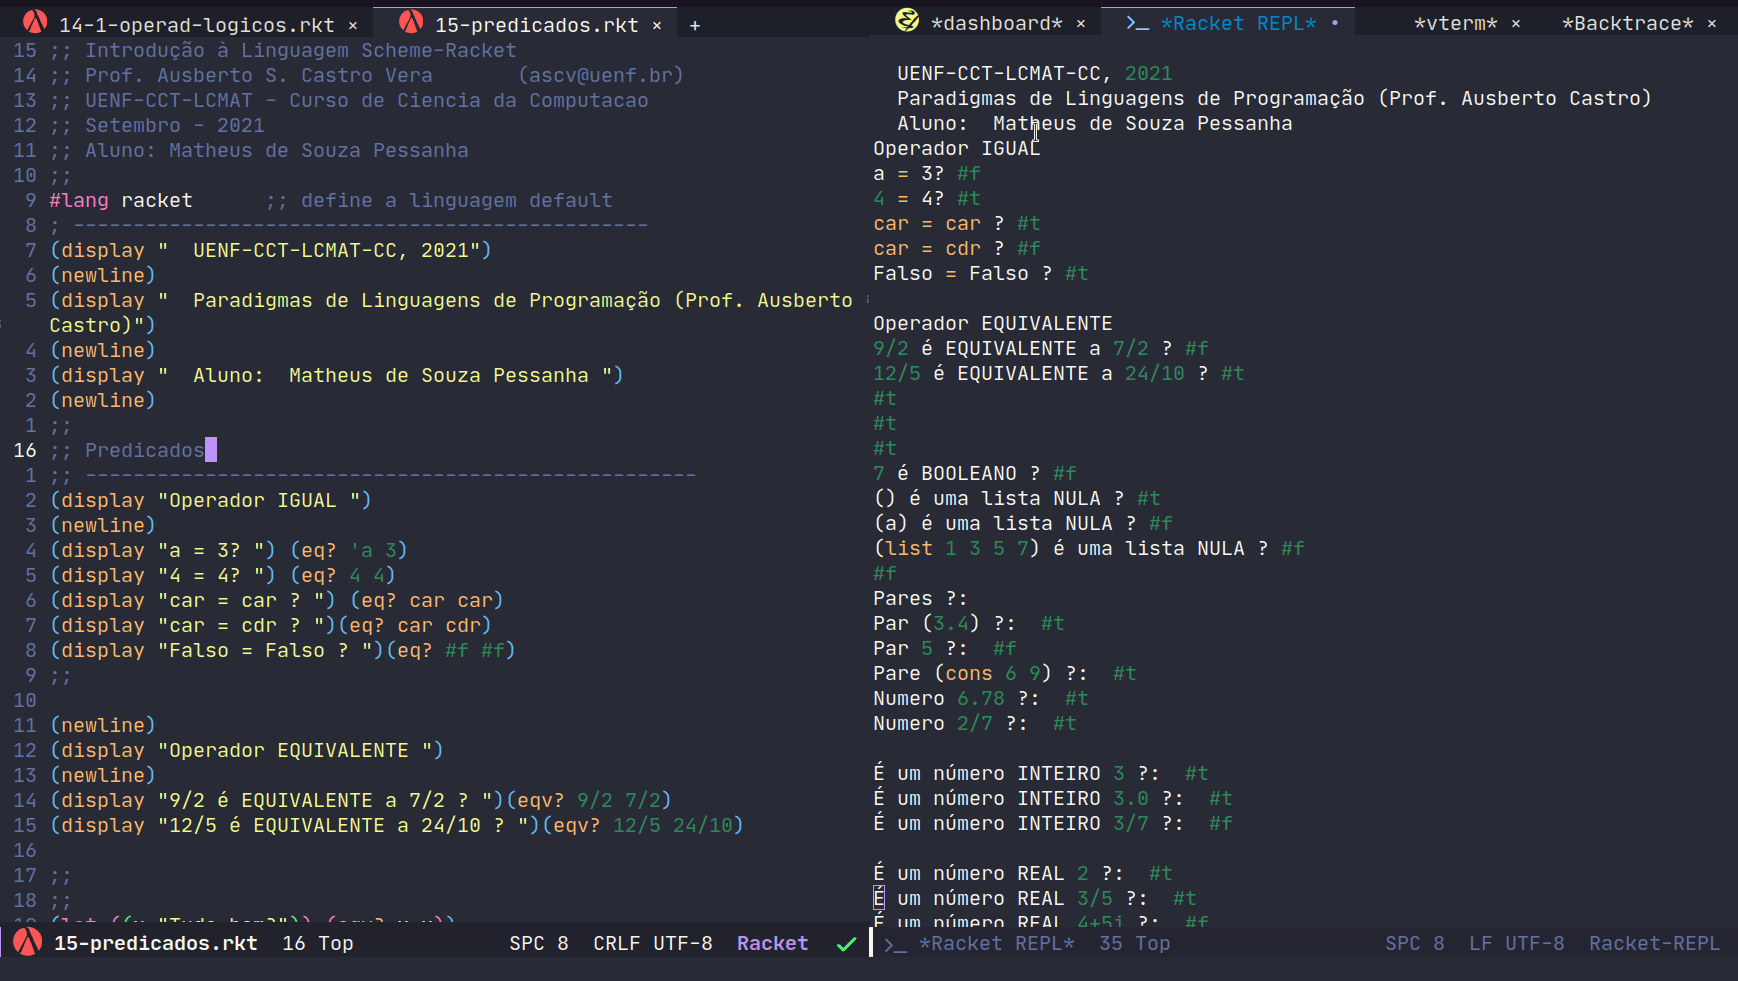 14-1-operad-logicos.rkt × 15-predicados.rkt × +
15 ;; Introdução à Linguagem Scheme-Racket
14 ;; Prof. Ausberto S. Castro Vera       (ascv@uenf.br)
13 ;; UENF-CCT-LCMAT - Curso de Ciencia da Computacao
12 ;; Setembro - 2021
11 ;; Aluno: Matheus de Souza Pessanha
10 ;;
9 #lang racket      ;; define a linguagem default
8 ; ------------------------------------------------
7 (display "  UENF-CCT-LCMAT-CC, 2021")
6 (newline)
5 (display "  Paradigmas de Linguagens de Programação (Prof. Ausberto
Castro)")
4 (newline)
3 (display "  Aluno:  Matheus de Souza Pessanha ")
2 (newline)
1 ;;
16 ;; Predicados
1 ;; ---------------------------------------------------
2 (display "Operador IGUAL ")
3 (newline)
4 (display "a = 3? ") (eq? 'a 3)
5 (display "4 = 4? ") (eq? 4 4)
6 (display "car = car ? ") (eq? car car)
7 (display "car = cdr ? ")(eq? car cdr)
8 (display "Falso = Falso ? ")(eq? #f #f)
9 ;;
10
11 (newline)
12 (display "Operador EQUIVALENTE ")
13 (newline)
14 (display "9/2 é EQUIVALENTE a 7/2 ? ")(eqv? 9/2 7/2)
15 (display "12/5 é EQUIVALENTE a 24/10 ? ")(eqv? 12/5 24/10)
16
17 ;;
18 ;;
15-predicados.rkt  16 Top  SPC 8  CRLF UTF-8  Racket
*dashboard* × *Racket REPL* • *vterm* × *Backtrace* ×
  UENF-CCT-LCMAT-CC, 2021
  Paradigmas de Linguagens de Programação (Prof. Ausberto Castro)
  Aluno:  Matheus de Souza Pessanha
Operador IGUAL
a = 3? #f
4 = 4? #t
car = car ? #t
car = cdr ? #f
Falso = Falso ? #t
Operador EQUIVALENTE
9/2 é EQUIVALENTE a 7/2 ? #f
12/5 é EQUIVALENTE a 24/10 ? #t
#t
#t
#t
7 é BOOLEANO ? #f
() é uma lista NULA ? #t
(a) é uma lista NULA ? #f
(list 1 3 5 7) é uma lista NULA ? #f
#f
Pares ?:
Par (3.4) ?:  #t
Par 5 ?:  #f
Pare (cons 6 9) ?:  #t
Numero 6.78 ?:  #t
Numero 2/7 ?:  #t
É um número INTEIRO 3 ?:  #t
É um número INTEIRO 3.0 ?:  #t
É um número INTEIRO 3/7 ?:  #f
É um número REAL 2 ?:  #t
É um número REAL 3/5 ?:  #t
É um número REAL 4+5i ?:  #f
*Racket REPL*  35 Top  SPC 8  LF UTF-8  Racket-REPL